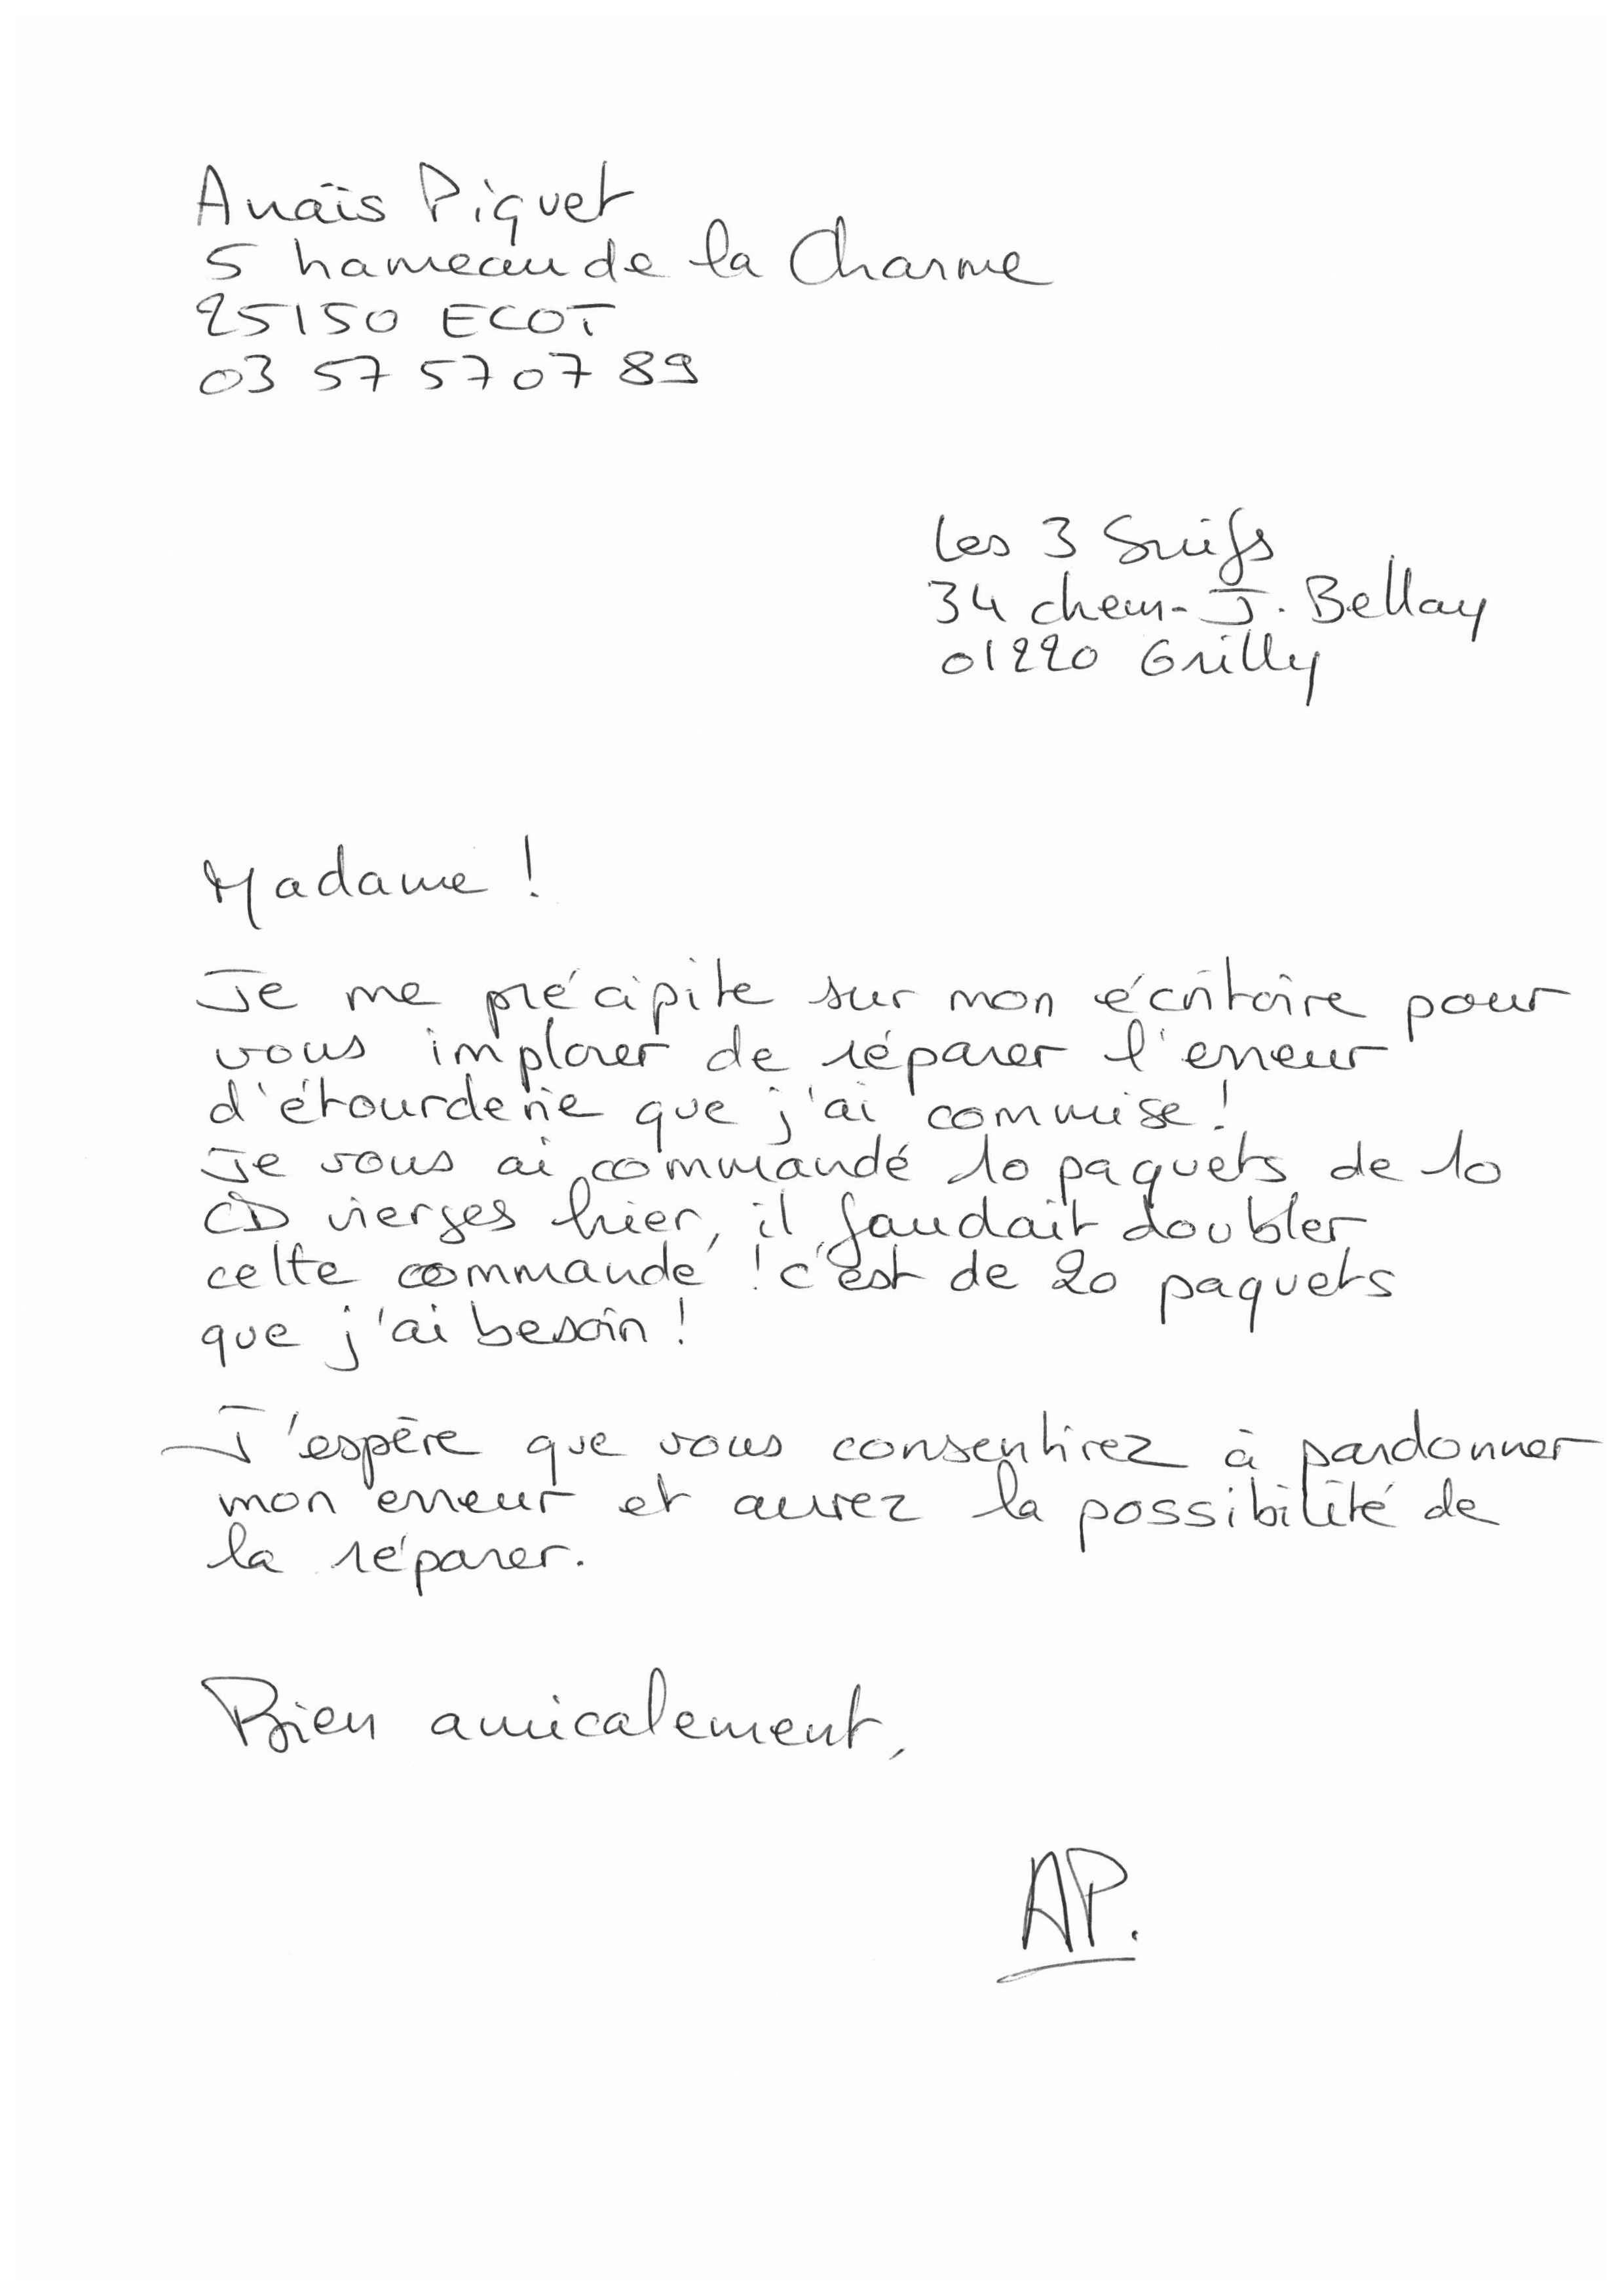 Anaïs Piquet
5 hameau de la Charme
25150 ECOT
03 57 57 07 89
Les 3 Suifs
34 chem. J. Bellay
01220 Grilly
Madame !
Je me précipite sur mon écritoire pour
vous implorer de réparer l'erreur
d'étourderie que j'ai commise !
Je vous ai commandé 10 paquets de 10
CD vierges hier, il faudait doubler
cette commande ! c'est de 20 paquets
que j'ai besoin !
J'espère que vous consentirez à pardonner
mon erreur et aurez la possibilité de
la réparer.
Bien amicalement,
AP.